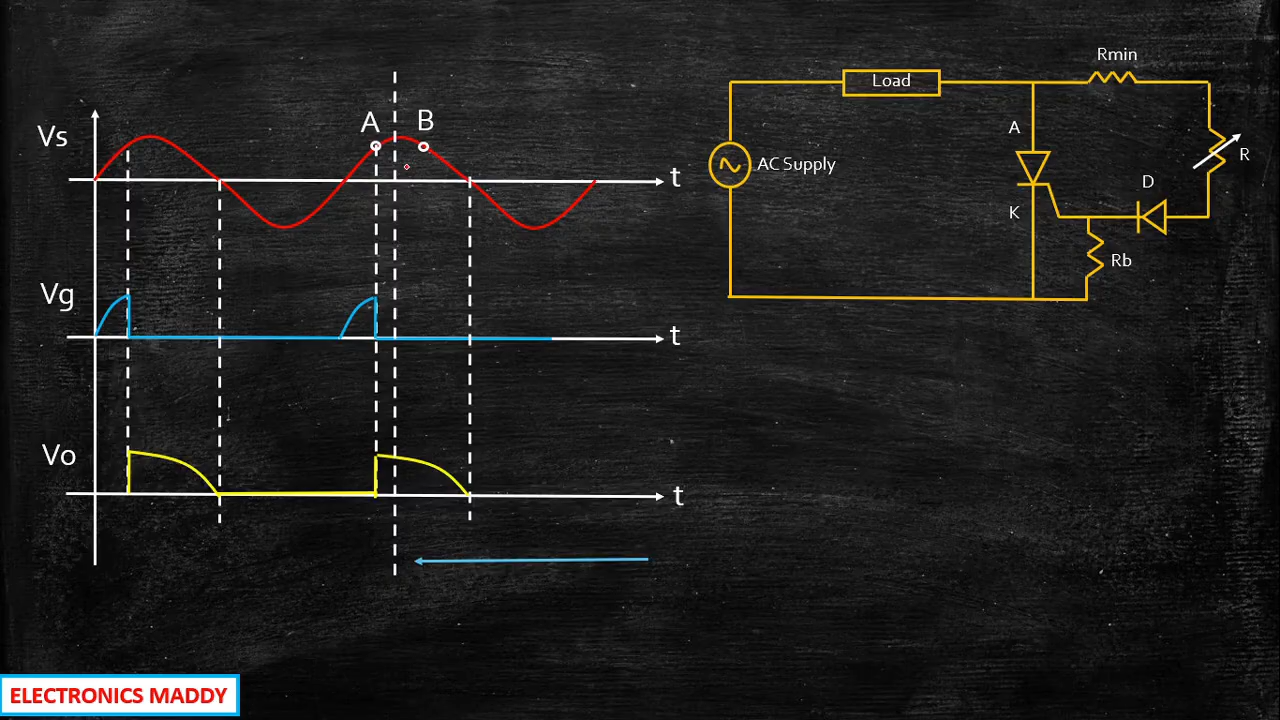 Vs
A
B
t
Vg
t
Vo
t
Load
Rmin
A
AC Supply
R
D
K
Rb
ELECTRONICS MADDY